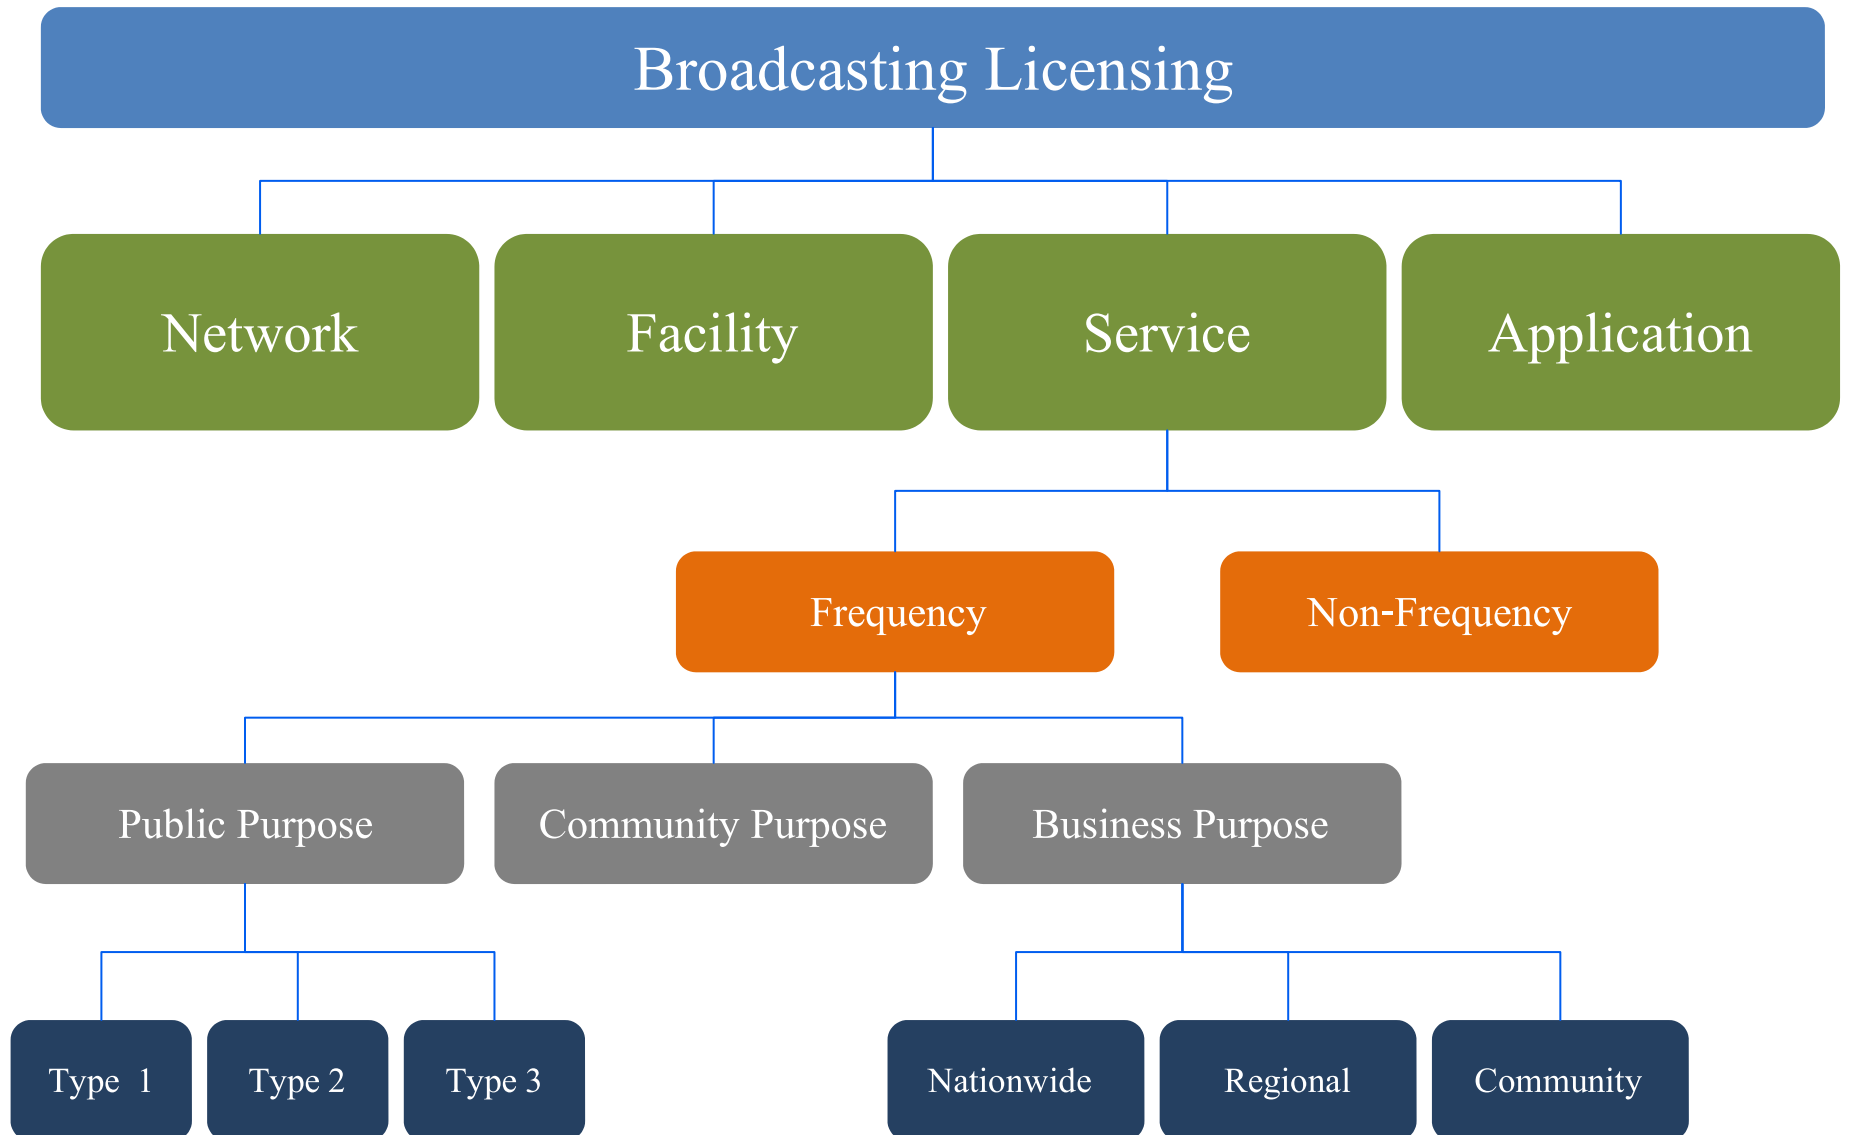 Broadcasting Licensing
Network
Facility
Service
Application
Frequency
Non-Frequency
Public Purpose
Community Purpose
Business Purpose
Type  1
Type 2
Type 3
Nationwide
Regional
Community